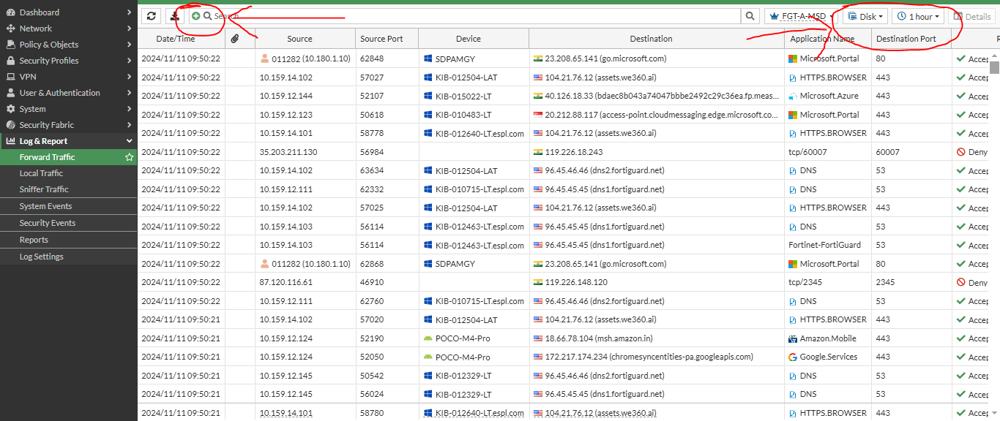 Dashboard
Network
Policy & Objects
Security Profiles
VPN
User & Authentication
System
Security Fabric
Log & Report
Forward Traffic
Local Traffic
Sniffer Traffic
System Events
Security Events
Reports
Log Settings
Search FGT-A-MSD Disk 1 hour Details
Date/Time Source Source Port Device Destination Application Name Destination Port R
2024/11/11 09:50:22 011282 (10.180.1.10) 62848 SDPAMGY 23.208.65.141 (go.microsoft.com) Microsoft.Portal 80 Accep
2024/11/11 09:50:22 10.159.14.102 57027 KIB-012504-LAT 104.21.76.12 (assets.we360.ai) HTTPS.BROWSER 443 Accep
2024/11/11 09:50:22 10.159.12.144 52107 KIB-015022-LT 40.126.18.33 (bdaec8b043a74047bbbe2492c29c36ea.fp.meas... Microsoft.Azure 443 Accep
2024/11/11 09:50:22 10.159.12.123 50618 KIB-010483-LT 20.212.88.117 (access-point.cloudmessaging.edge.microsoft.co... Microsoft.Portal 443 Accep
2024/11/11 09:50:22 10.159.14.101 58778 KIB-012640-LT.espl.com 104.21.76.12 (assets.we360.ai) HTTPS.BROWSER 443 Accep
2024/11/11 09:50:22 35.203.211.130 56984 119.226.18.243 tcp/60007 60007 Deny
2024/11/11 09:50:22 10.159.14.102 63634 KIB-012504-LAT 96.45.46.46 (dns2.fortiguard.net) DNS 53 Accep
2024/11/11 09:50:22 10.159.12.111 62332 KIB-010715-LT.espl.com 96.45.45.45 (dns1.fortiguard.net) DNS 53 Accep
2024/11/11 09:50:22 10.159.14.102 57025 KIB-012504-LAT 104.21.76.12 (assets.we360.ai) HTTPS.BROWSER 443 Accep
2024/11/11 09:50:22 10.159.14.103 56114 KIB-012463-LT.espl.com 96.45.45.45 (dns1.fortiguard.net) DNS 53 Accep
2024/11/11 09:50:22 10.159.14.103 56114 KIB-012463-LT.espl.com 96.45.45.45 (dns1.fortiguard.net) Fortinet-FortiGuard 53 Accep
2024/11/11 09:50:22 011282 (10.180.1.10) 62868 SDPAMGY 23.208.65.141 (go.microsoft.com) Microsoft.Portal 80 Accep
2024/11/11 09:50:22 87.120.116.61 46910 119.226.148.120 tcp/2345 2345 Deny
2024/11/11 09:50:22 10.159.12.111 62760 KIB-010715-LT.espl.com 96.45.46.46 (dns2.fortiguard.net) DNS 53 Accep
2024/11/11 09:50:21 10.159.14.102 57020 KIB-012504-LAT 104.21.76.12 (assets.we360.ai) HTTPS.BROWSER 443 Accep
2024/11/11 09:50:21 10.159.12.124 52190 POCO-M4-Pro 18.66.78.104 (msh.amazon.in) Amazon.Mobile 443 Accep
2024/11/11 09:50:21 10.159.12.124 52050 POCO-M4-Pro 172.217.174.234 (chromesyncentities-pa.googleapis.com) Google.Services 443 Accep
2024/11/11 09:50:21 10.159.12.145 50542 KIB-012329-LT 96.45.46.46 (dns2.fortiguard.net) DNS 53 Accep
2024/11/11 09:50:21 10.159.12.145 56024 KIB-012329-LT 96.45.45.45 (dns1.fortiguard.net) DNS 53 Accep
2024/11/11 09:50:21 10.159.14.101 58780 KIB-012640-LT.espl.com 104.21.76.12 (assets.we360.ai) HTTPS.BROWSER 443 Accep